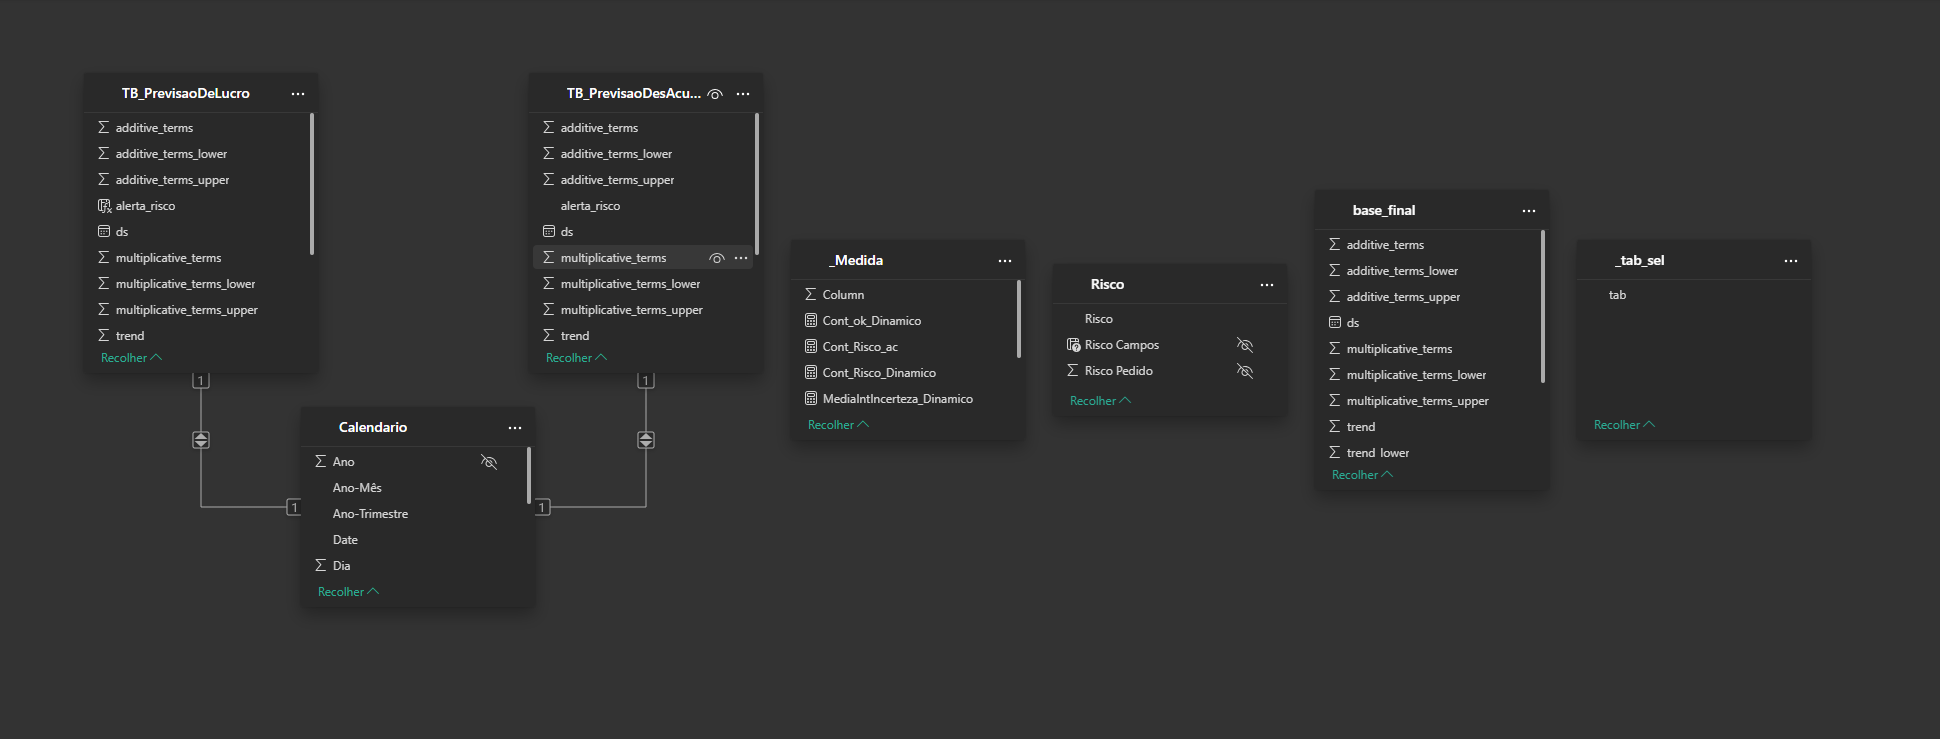 TB_PrevisaoDeLucro
additive_terms
additive_terms_lower
additive_terms_upper
alerta_risco
ds
multiplicative_terms
multiplicative_terms_lower
multiplicative_terms_upper
trend
Recolher
1
1
TB_PrevisaoDesAcu...
additive_terms
additive_terms_lower
additive_terms_upper
alerta_risco
ds
multiplicative_terms
multiplicative_terms_lower
multiplicative_terms_upper
trend
Recolher
1
1
Calendario
Ano
Ano-Mês
Ano-Trimestre
Date
Dia
Recolher
_Medida
Column
Cont_ok_Dinamico
Cont_Risco_ac
Cont_Risco_Dinamico
MediaIntIncerteza_Dinamico
Recolher
Risco
Risco
Risco Campos
Risco Pedido
Recolher
base_final
additive_terms
additive_terms_lower
additive_terms_upper
ds
multiplicative_terms
multiplicative_terms_lower
multiplicative_terms_upper
trend
trend_lower
Recolher
_tab_sel
tab
Recolher